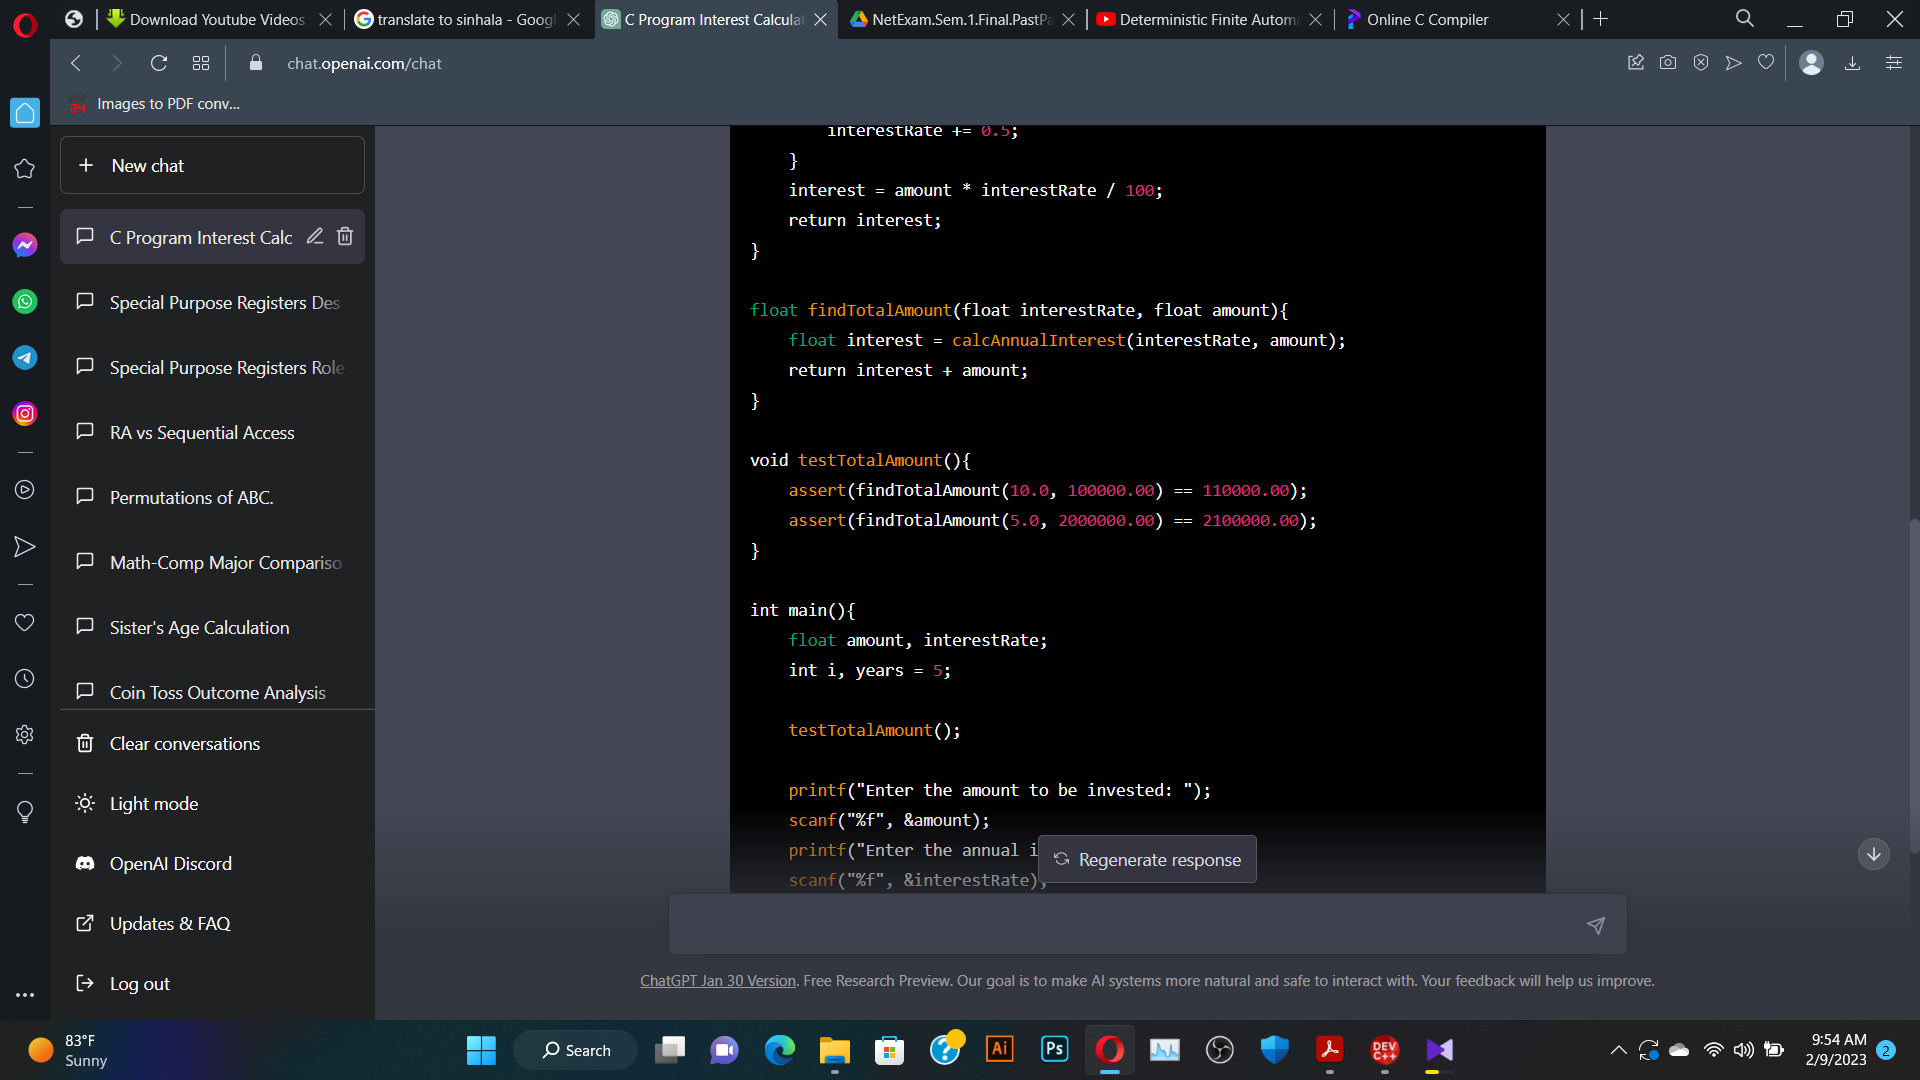 Download Youtube Videos
translate to sinhala - Googl
C Program Interest Calculat
NetExam.Sem.1.Final.PastPa
Deterministic Finite Autom
Online C Compiler
chat.openai.com/chat
24
Images to PDF conv...
New chat
C Program Interest Calc
Special Purpose Registers Des
Special Purpose Registers Role
RA vs Sequential Access
Permutations of ABC.
Math-Comp Major Compariso
Sister's Age Calculation
Coin Toss Outcome Analysis
Clear conversations
Light mode
OpenAI Discord
Updates & FAQ
Log out
interestRate += 0.5;
}
interest = amount * interestRate / 100;
return interest;
}
float findTotalAmount(float interestRate, float amount){
float interest = calcAnnualInterest(interestRate, amount);
return interest + amount;
}
void testTotalAmount(){
assert(findTotalAmount(10.0, 100000.00) == 110000.00);
assert(findTotalAmount(5.0, 2000000.00) == 2100000.00);
}
int main(){
float amount, interestRate;
int i, years = 5;
testTotalAmount();
printf("Enter the amount to be invested: ");
scanf("%f", &amount);
printf("Enter the annual i
scanf("%f", &interestRate);
Regenerate response
ChatGPT Jan 30 Version. Free Research Preview. Our goal is to make AI systems more natural and safe to interact with. Your feedback will help us improve.
83°F
Sunny
Search
Ai
Ps
DEV
C++
9:54 AM
2/9/2023
2